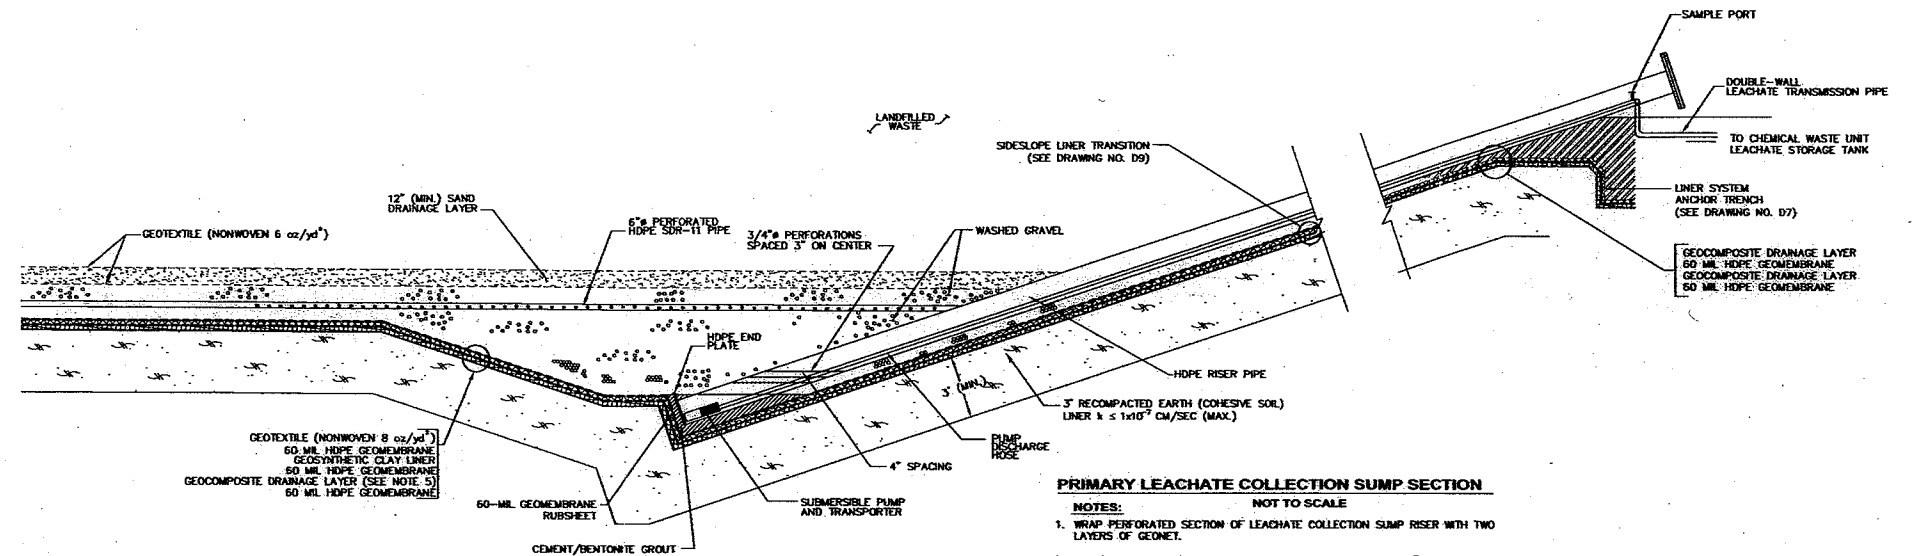 SAMPLE PORT
DOUBLE-WALL
LEACHATE TRANSMISSION PIPE
LANDFILLED
WASTE
TO CHEMICAL WASTE UNIT
LEACHATE STORAGE TANK
SIDESLOPE LINER TRANSITION
(SEE DRAWING NO. D9)
LINER SYSTEM
ANCHOR TRENCH
(SEE DRAWING NO. D7)
12" (MIN.) SAND
DRAINAGE LAYER
6"ø PERFORATED
HDPE SDR-11 PIPE
3/4"ø PERFORATIONS
SPACED 3" ON CENTER
WASHED GRAVEL
GEOTEXTILE (NONWOVEN 6 oz/yd²)
GEOCOMPOSITE DRAINAGE LAYER
60 MIL HDPE GEOMEMBRANE
GEOCOMPOSITE DRAINAGE LAYER
60 MIL HDPE GEOMEMBRANE
HDPE END
PLATE
HDPE RISER PIPE
3' (MIN.)
3' RECOMPACTED EARTH (COHESIVE SOIL)
LINER k ≤ 1x10⁻⁷ CM/SEC (MAX.)
GEOTEXTILE (NONWOVEN 8 oz/yd²)
60 MIL HDPE GEOMEMBRANE
GEOSYNTHETIC CLAY LINER
60 MIL HDPE GEOMEMBRANE
GEOCOMPOSITE DRAINAGE LAYER (SEE NOTE 5)
60 MIL HDPE GEOMEMBRANE
PUMP
DISCHARGE
HOSE
4" SPACING
60-MIL GEOMEMBRANE
RUBSHEET
SUBMERSIBLE PUMP
AND TRANSPORTER
CEMENT/BENTONITE GROUT
PRIMARY LEACHATE COLLECTION SUMP SECTION
NOT TO SCALE
NOTES:
1. WRAP PERFORATED SECTION OF LEACHATE COLLECTION SUMP RISER WITH TWO
LAYERS OF GEONET.